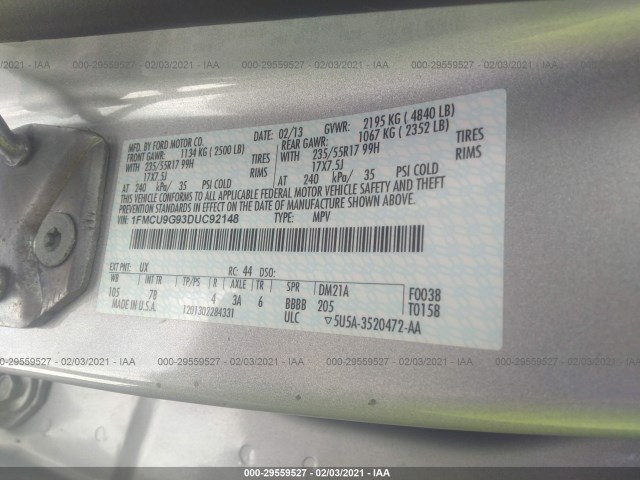 000-29559527 - 02/03/2021 - IAA
MFD. BY FORD MOTOR CO.
DATE: 02/13
GVWR: 2195 KG ( 4840 LB)
FRONT GAWR: 1134 KG ( 2500 LB)
REAR GAWR: 1067 KG ( 2352 LB)
WITH 235/55R17 99H TIRES
WITH 235/55R17 99H TIRES
17X7.5J RIMS
17X7.5J RIMS
AT 240 kPa/ 35 PSI COLD
AT 240 kPa/ 35 PSI COLD
THIS VEHICLE CONFORMS TO ALL APPLICABLE FEDERAL MOTOR VEHICLE SAFETY AND THEFT
PREVENTION STANDARDS IN EFFECT ON THE DATE OF MANUFACTURE SHOWN ABOVE.
VIN: 1FMCU9G93DUC92148
TYPE: MPV
EXT PNT: UX RC: 44 DSO:
WB INT TR TP/PS R AXLE TR SPR DM21A F0038
105 78 4 3A 6 BBBB 205 T0158
MADE IN U.S.A. 1201302284331 ULC ▽5U5A-3520472-AA
000-29559527 - 02/03/2021 - IAA